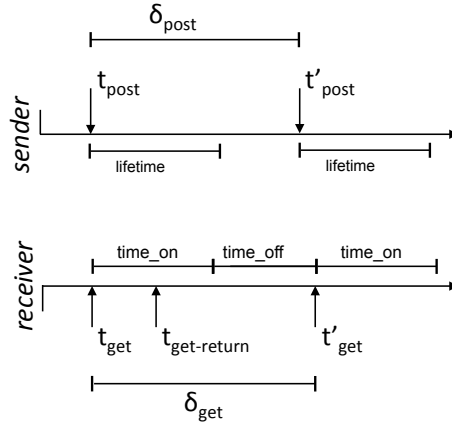 δpost
tpost t'post
sender
lifetime lifetime
time_on time_off time_on
receiver
tget tget-return t'get
δget